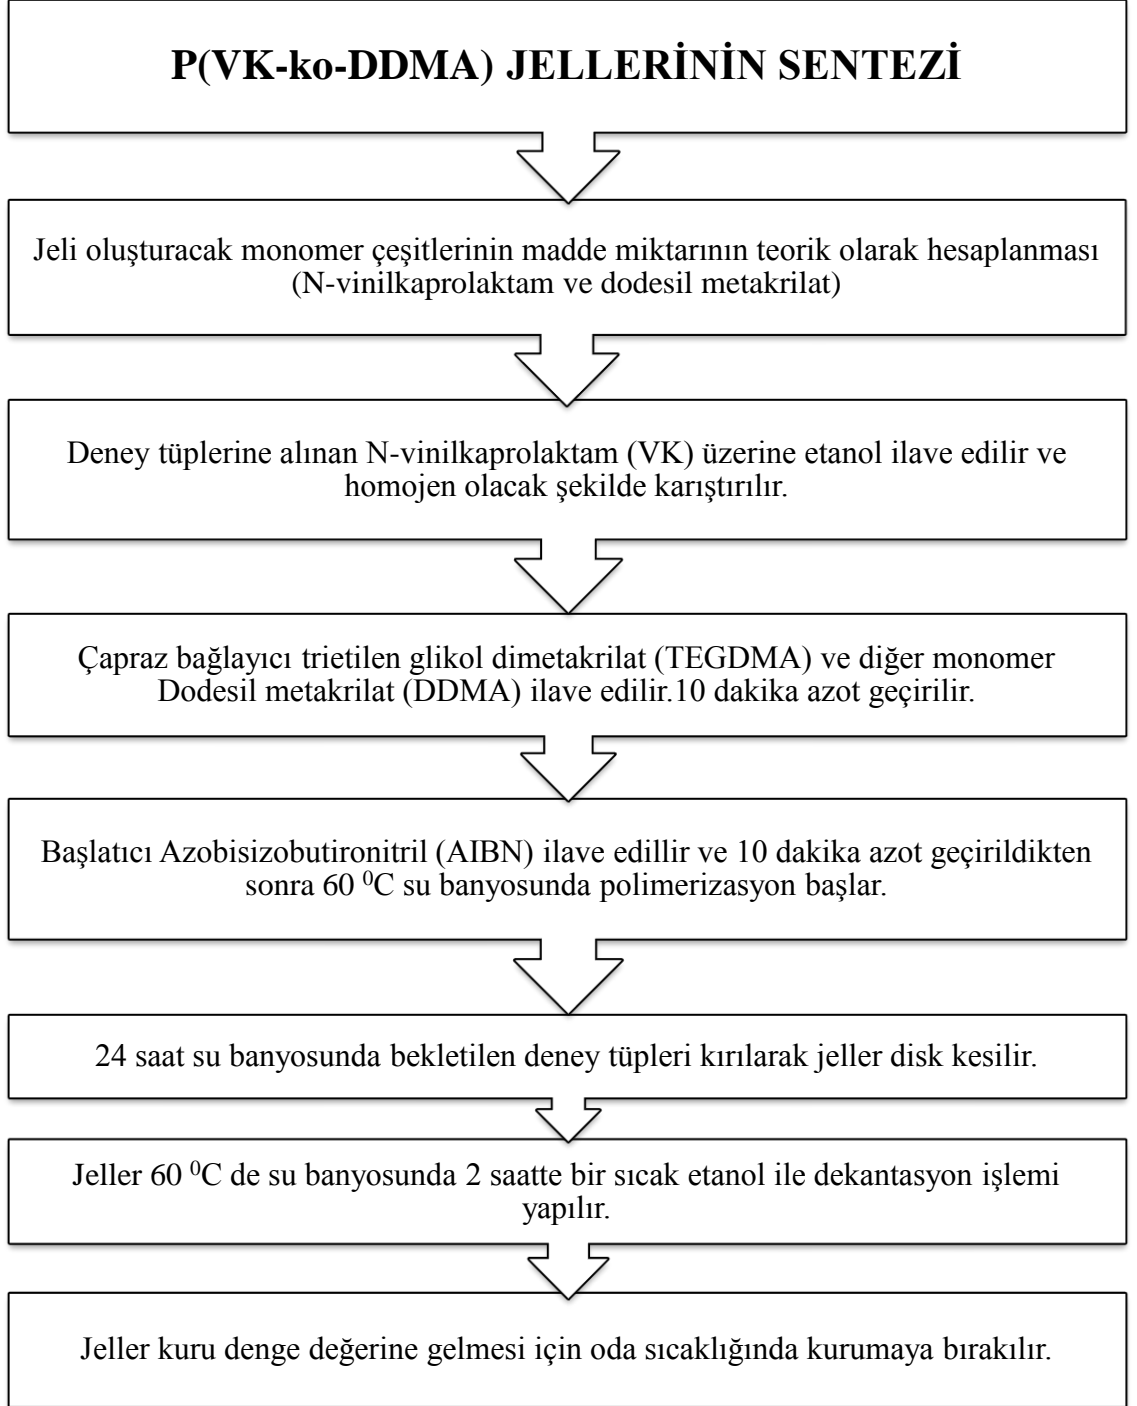 P(VK-ko-DDMA) JELLERİNİN SENTEZİ
Jeli oluşturacak monomer çeşitlerinin madde miktarının teorik olarak hesaplanması
(N-vinilkaprolaktam ve dodesil metakrilat)
Deney tüplerine alınan N-vinilkaprolaktam (VK) üzerine etanol ilave edilir ve
homojen olacak şekilde karıştırılır.
Çapraz bağlayıcı trietilen glikol dimetakrilat (TEGDMA) ve diğer monomer
Dodesil metakrilat (DDMA) ilave edilir.10 dakika azot geçirilir.
Başlatıcı Azobisizobutironitril (AIBN) ilave edillir ve 10 dakika azot geçirildikten
sonra 60 ⁰C su banyosunda polimerizasyon başlar.
24 saat su banyosunda bekletilen deney tüpleri kırılarak jeller disk kesilir.
Jeller 60 ⁰C de su banyosunda 2 saatte bir sıcak etanol ile dekantasyon işlemi
yapılır.
Jeller kuru denge değerine gelmesi için oda sıcaklığında kurumaya bırakılır.